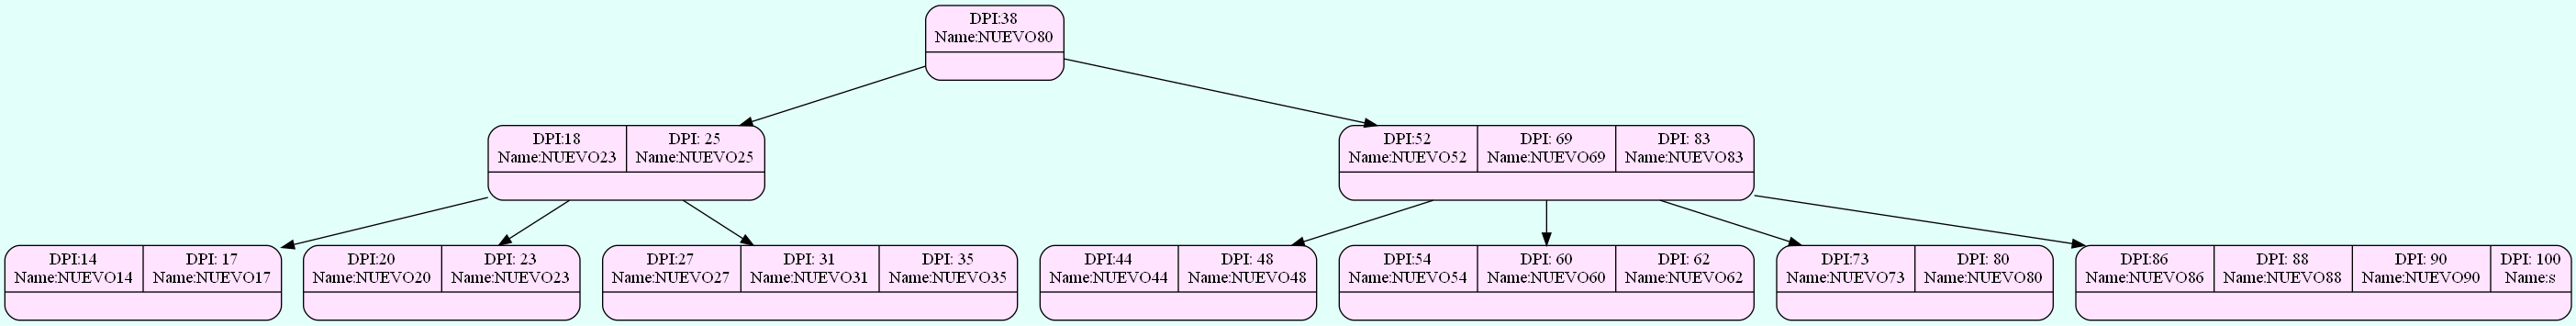 DPI:38
Name:NUEVO80
DPI:18
Name:NUEVO23
DPI: 25
Name:NUEVO25
DPI:52
Name:NUEVO52
DPI: 69
Name:NUEVO69
DPI: 83
Name:NUEVO83
DPI:14
Name:NUEVO14
DPI: 17
Name:NUEVO17
DPI:20
Name:NUEVO20
DPI: 23
Name:NUEVO23
DPI:27
Name:NUEVO27
DPI: 31
Name:NUEVO31
DPI: 35
Name:NUEVO35
DPI:44
Name:NUEVO44
DPI: 48
Name:NUEVO48
DPI:54
Name:NUEVO54
DPI: 60
Name:NUEVO60
DPI: 62
Name:NUEVO62
DPI:73
Name:NUEVO73
DPI: 80
Name:NUEVO80
DPI:86
Name:NUEVO86
DPI: 88
Name:NUEVO88
DPI: 90
Name:NUEVO90
DPI: 100
Name:s